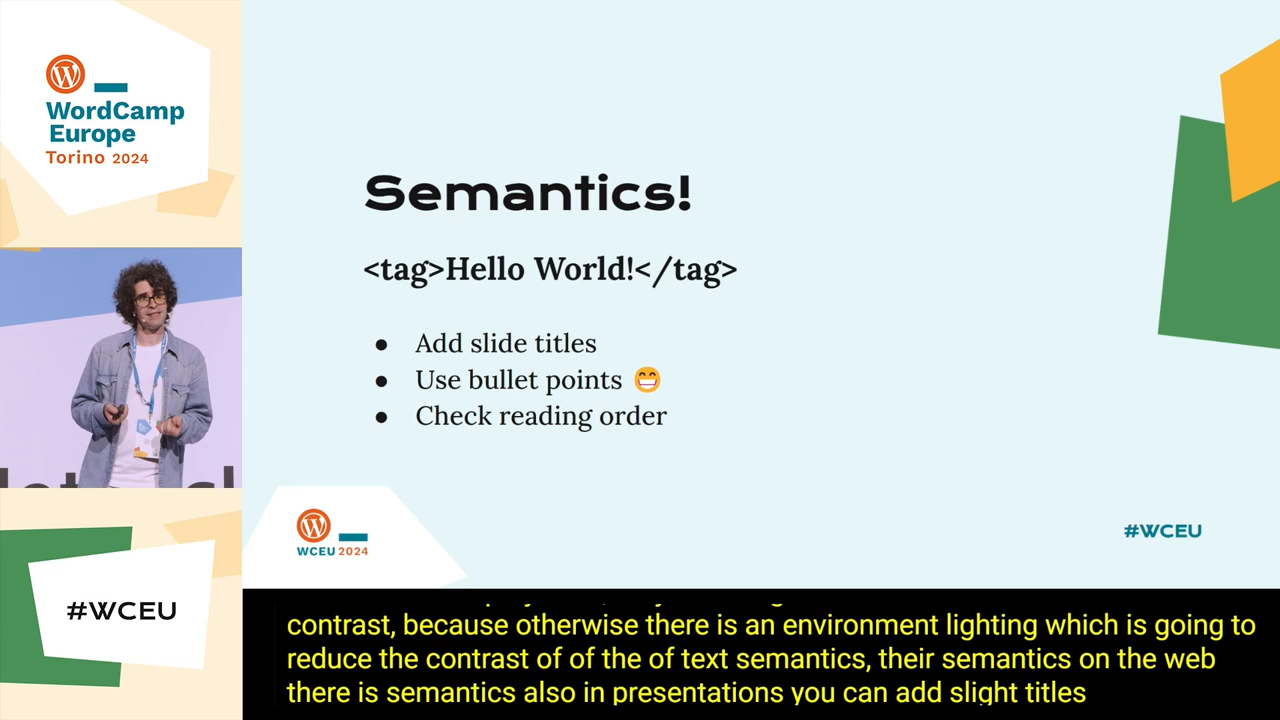 WordCamp
Europe
Torino 2024
Semantics!
<tag>Hello World!</tag>
● Add slide titles
● Use bullet points 😁
● Check reading order
WCEU 2024
#WCEU
#WCEU
contrast, because otherwise there is an environment lighting which is going to
reduce the contrast of of the of text semantics, their semantics on the web
there is semantics also in presentations you can add slight titles